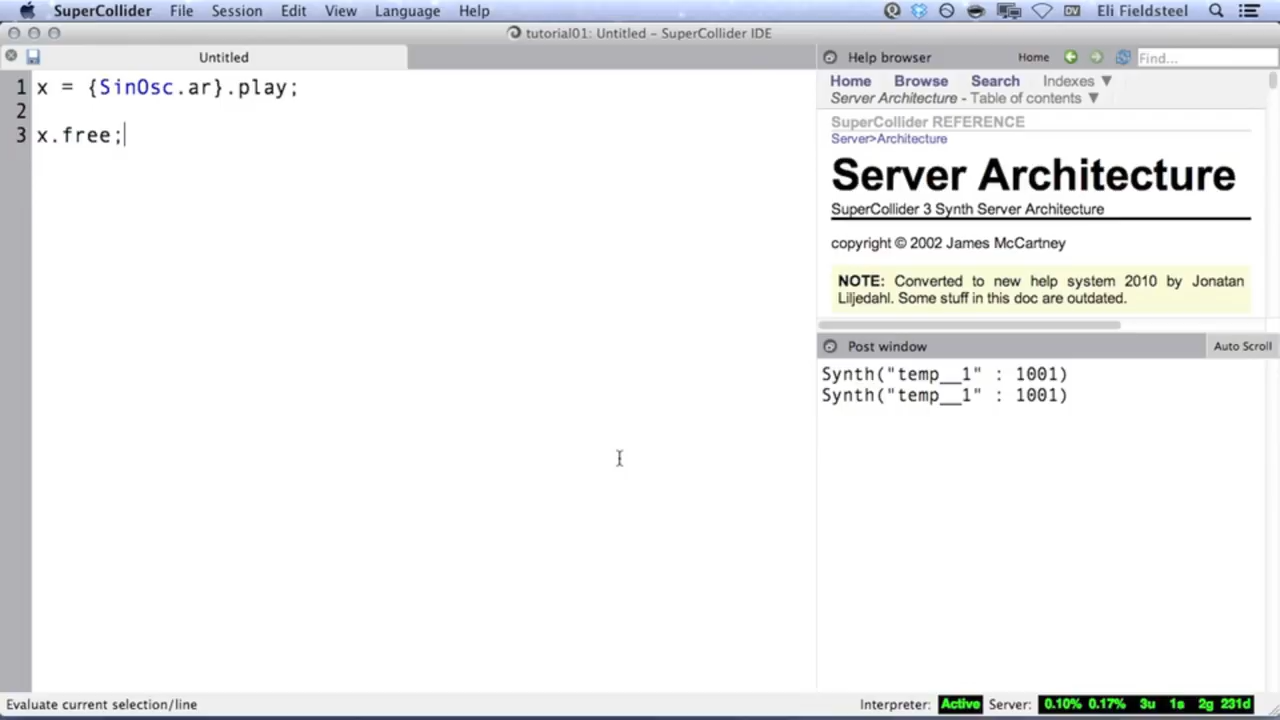 SuperCollider File Session Edit View Language Help Eli Fieldsteel
tutorial01: Untitled – SuperCollider IDE
Untitled
1 x = {SinOsc.ar}.play;
2
3 x.free;
Help browser Home Find...
Home Browse Search Indexes ▼
Server Architecture - Table of contents ▼
SuperCollider REFERENCE
Server>Architecture
Server Architecture
SuperCollider 3 Synth Server Architecture
copyright © 2002 James McCartney
NOTE: Converted to new help system 2010 by Jonatan
Liljedahl. Some stuff in this doc are outdated.
Post window Auto Scroll
Synth("temp__1" : 1001)
Synth("temp__1" : 1001)
Evaluate current selection/line Interpreter: Active Server: 0.10% 0.17% 3u 1s 2g 231d